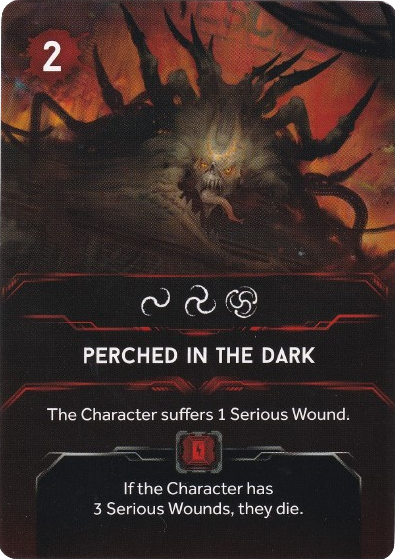 2
PERCHED IN THE DARK
The Character suffers 1 Serious Wound.
If the Character has
3 Serious Wounds, they die.